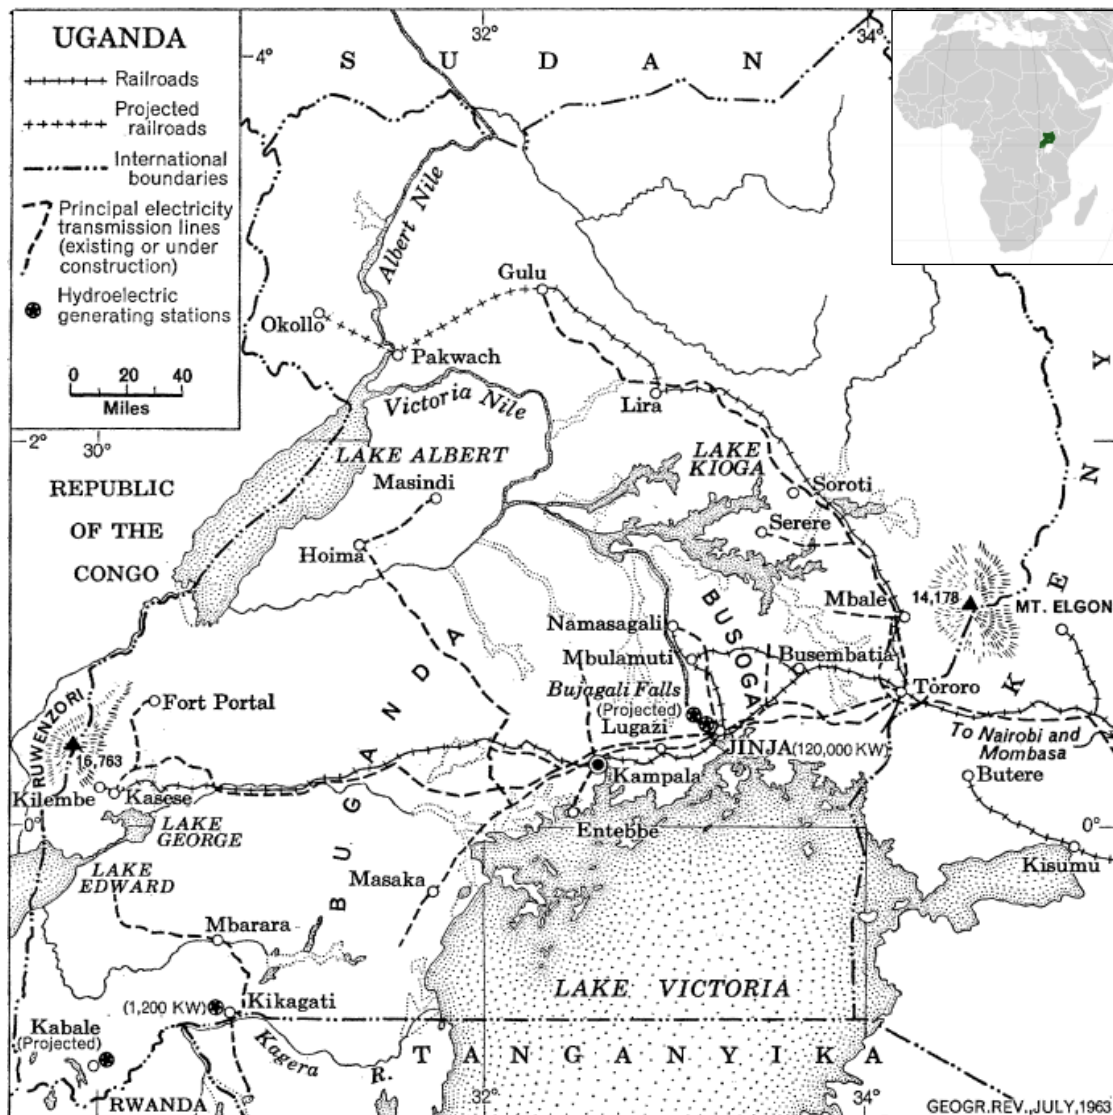 UGANDA
Railroads
Projected
railroads
International
boundaries
Principal electricity
transmission lines
(existing or under
construction)
Hydroelectric
generating stations
0 20 40
Miles
32°
34°
4°
SUDAN
Albert Nile
Gulu
Okollo
Pakwach
Victoria Nile
Lira
2°
30°
LAKE ALBERT
LAKE
KIOGA
REPUBLIC
OF THE
CONGO
Masindi
Soroti
Serere
Hoima
KENY
14,178
MT. ELGON
Mbale
BUSOGA
Namasagali
Mbulamuti
Busembatia
Bujagali Falls
(Projected)
Tororo
Fort Portal
RUWENZORI
16,763
BUGANDA
Lugazi
JINJA (120,000 KW)
To Nairobi and
Mombasa
Kampala
Butere
Kilembe
Kasese
LAKE
GEORGE
Entebbe
0°
0°
LAKE
EDWARD
Kisumu
Masaka
Mbarara
LAKE VICTORIA
(1,200 KW)
Kikagati
Kabale
(Projected)
Kagera R.
TANGANYIKA
RWANDA
32°
34°
GEOGR. REV., JULY, 1963